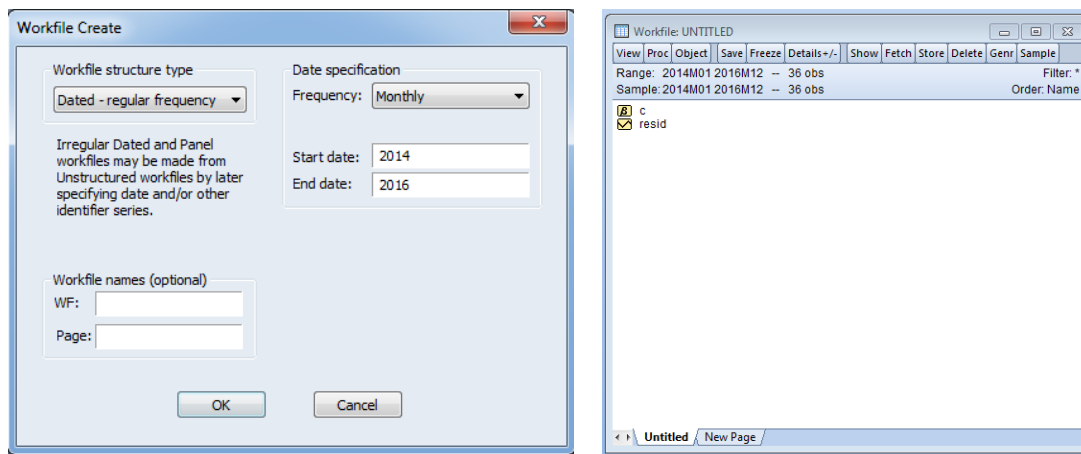 Workfile Create
Workfile structure type
Dated - regular frequency
Irregular Dated and Panel
workfiles may be made from
Unstructured workfiles by later
specifying date and/or other
identifier series.
Date specification
Frequency: Monthly
Start date: 2014
End date: 2016
Workfile names (optional)
WF:
Page:
OK Cancel
Workfile: UNTITLED
View Proc Object Save Freeze Details+/- Show Fetch Store Delete Genr Sample
Range: 2014M01 2016M12 -- 36 obs Filter: *
Sample: 2014M01 2016M12 -- 36 obs Order: Name
β c
resid
Untitled New Page